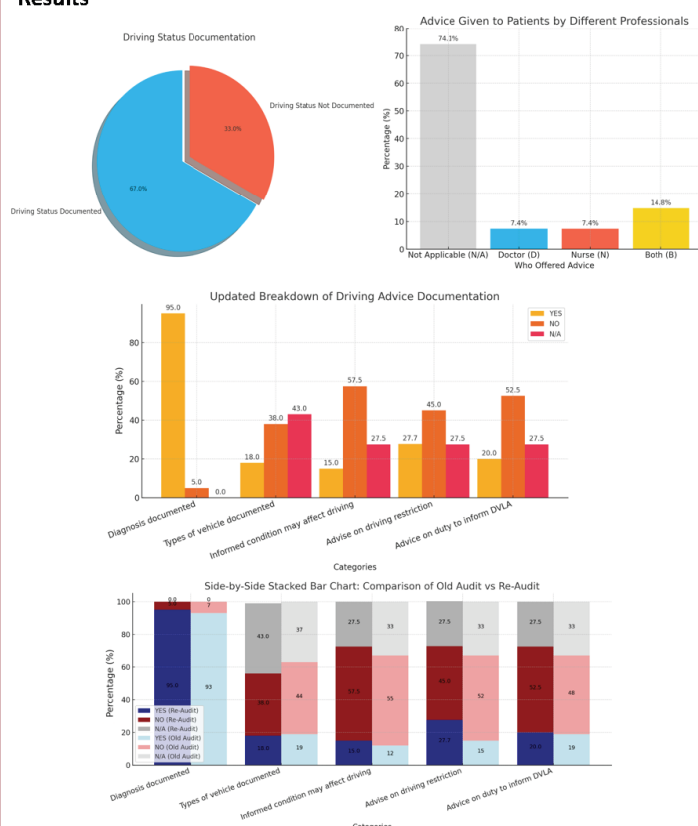 Results
Driving Status Documentation
Driving Status Not Documented
33.0%
67.0%
Driving Status Documented
Advice Given to Patients by Different Professionals
Percentage (%)
80
70
60
50
40
30
20
10
0
74.1%
7.4%
7.4%
14.8%
Not Applicable (N/A) Doctor (D) Nurse (N) Both (B)
Who Offered Advice
Updated Breakdown of Driving Advice Documentation
Percentage (%)
80
60
40
20
0
YES
NO
N/A
95.0
5.0
0.0
18.0
38.0
43.0
15.0
57.5
27.5
27.7
45.0
27.5
20.0
52.5
27.5
Diagnosis documented
Types of vehicle documented
Informed condition may affect driving
Advise on driving restriction
Advice on duty to inform DVLA
Categories
Side-by-Side Stacked Bar Chart: Comparison of Old Audit vs Re-Audit
Percentage (%)
100
80
60
40
20
0
0.0
5.0
95.0
0
7
93
43.0
38.0
18.0
37
44
19
27.5
57.5
15.0
33
55
12
27.5
45.0
27.7
33
52
15
27.5
52.5
20.0
33
48
19
YES (Re-Audit)
NO (Re-Audit)
N/A (Re-Audit)
YES (Old Audit)
NO (Old Audit)
N/A (Old Audit)
Diagnosis documented
Types of vehicle documented
Informed condition may affect driving
Advise on driving restriction
Advice on duty to inform DVLA
Categories